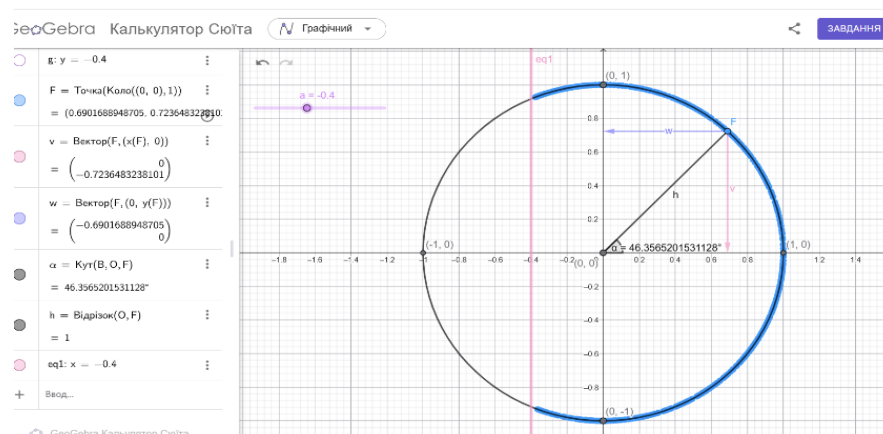 GeoGebra Калькулятор Сюїта Графічний ЗАВДАННЯ
g: y = −0.4
F = Точка(Коло((0, 0),1))
= (0.6901688948705, 0.7236483238101
v = Вектор(F,(x(F), 0))
= (0
−0.7236483238101)
w = Вектор(F,(0, y(F)))
= (−0.6901688948705
0)
α = Кут(B,O,F)
= 46.3565201531128°
h = Відрізок(O,F)
= 1
eq1: x = −0.4
+ Ввод...
GeoGebra Калькулятор Сюїта
a = −0.4
eq1
(0, 1)
F
w
v
h
α = 46.3565201531128°
(−1, 0)
(0, 0)
(1, 0)
(0, −1)
0.8
0.6
0.4
0.2
−0.2
−0.4
−0.6
−0.8
−1.8 −1.6 −1.4 −1.2 −1 −0.8 −0.6 −0.4 −0.2 0.2 0.4 0.6 0.8 1 1.2 1.4